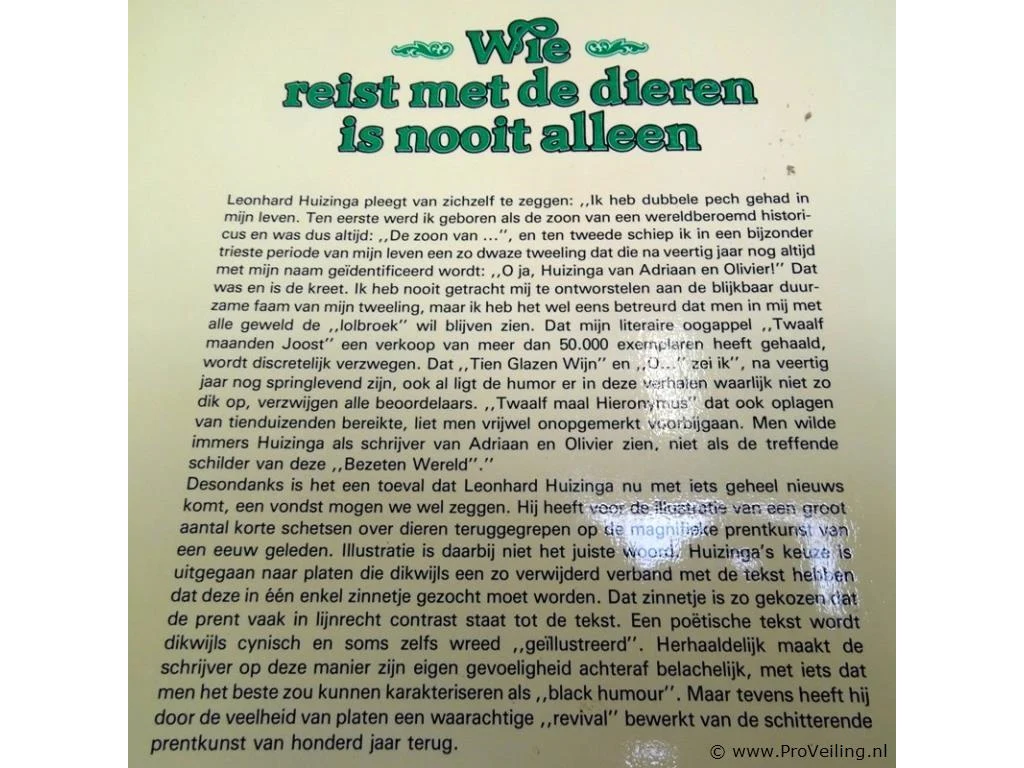 Wie
reist met de dieren
is nooit alleen
Leonhard Huizinga pleegt van zichzelf te zeggen: ,,Ik heb dubbele pech gehad in
mijn leven. Ten eerste werd ik geboren als de zoon van een wereldberoemd histori-
cus en was dus altijd: ,,De zoon van ...", en ten tweede schiep ik in een bijzonder
trieste periode van mijn leven een zo dwaze tweeling dat die na veertig jaar nog altijd
met mijn naam geïdentificeerd wordt: ,,O ja, Huizinga van Adriaan en Olivier!" Dat
was en is de kreet. Ik heb nooit getracht mij te ontworstelen aan de blijkbaar duur-
zame faam van mijn tweeling, maar ik heb het wel eens betreurd dat men in mij met
alle geweld de ,,lolbroek" wil blijven zien. Dat mijn literaire oogappel ,,Twaalf
maanden Joost" een verkoop van meer dan 50.000 exemplaren heeft gehaald,
wordt discretelijk verzwegen. Dat ,,Tien Glazen Wijn" en ,,O..." zei ik", na veertig
jaar nog springlevend zijn, ook al ligt de humor er in deze verhalen waarlijk niet zo
dik op, verzwijgen alle beoordelaars. ,,Twaalf maal Hieronymus" dat ook oplagen
van tienduizenden bereikte, liet men vrijwel onopgemerkt voorbijgaan. Men wilde
immers Huizinga als schrijver van Adriaan en Olivier zien, niet als de treffende
schilder van deze ,,Bezeten Wereld"."
Desondanks is het een toeval dat Leonhard Huizinga nu met iets geheel nieuws
komt, een vondst mogen we wel zeggen. Hij heeft voor de illustratie van een groot
aantal korte schetsen over dieren teruggegrepen op de magnifieke prentkunst van
een eeuw geleden. Illustratie is daarbij niet het juiste woord. Huizinga's keuze is
uitgegaan naar platen die dikwijls een zo verwijderd verband met de tekst hebben
dat deze in één enkel zinnetje gezocht moet worden. Dat zinnetje is zo gekozen dat
de prent vaak in lijnrecht contrast staat tot de tekst. Een poëtische tekst wordt
dikwijls cynisch en soms zelfs wreed ,,geïllustreerd". Herhaaldelijk maakt de
schrijver op deze manier zijn eigen gevoeligheid achteraf belachelijk, met iets dat
men het beste zou kunnen karakteriseren als ,,black humour". Maar tevens heeft hij
door de veelheid van platen een waarachtige ,,revival" bewerkt van de schitterende
prentkunst van honderd jaar terug.
© www.ProVeiling.nl